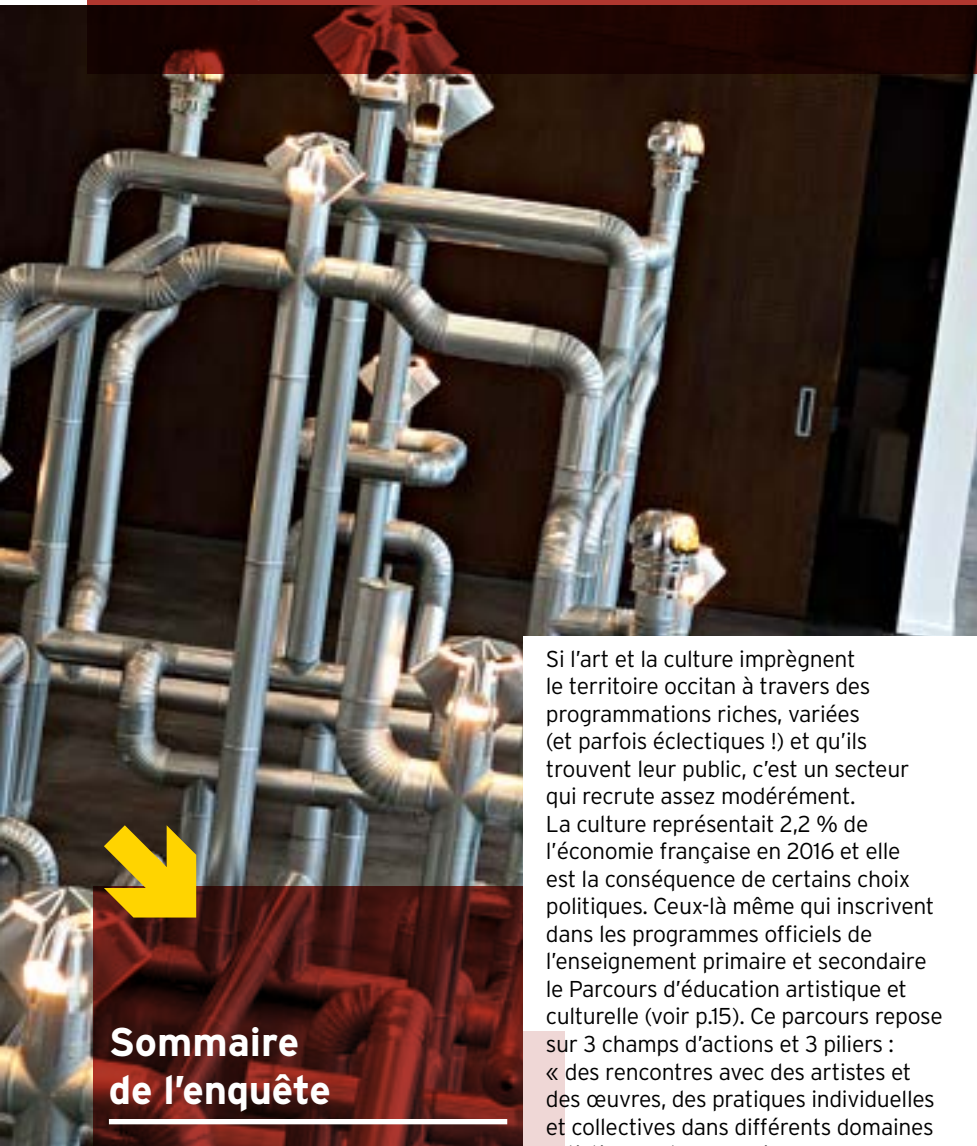 Si l'art et la culture imprègnent
le territoire occitan à travers des
programmations riches, variées
(et parfois éclectiques !) et qu'ils
trouvent leur public, c'est un secteur
qui recrute assez modérément.
La culture représentait 2,2 % de
l'économie française en 2016 et elle
est la conséquence de certains choix
politiques. Ceux-là même qui inscrivent
dans les programmes officiels de
l'enseignement primaire et secondaire
le Parcours d'éducation artistique et
culturelle (voir p.15). Ce parcours repose
sur 3 champs d'actions et 3 piliers :
« des rencontres avec des artistes et
des œuvres, des pratiques individuelles
et collectives dans différents domaines
Sommaire
de l'enquête